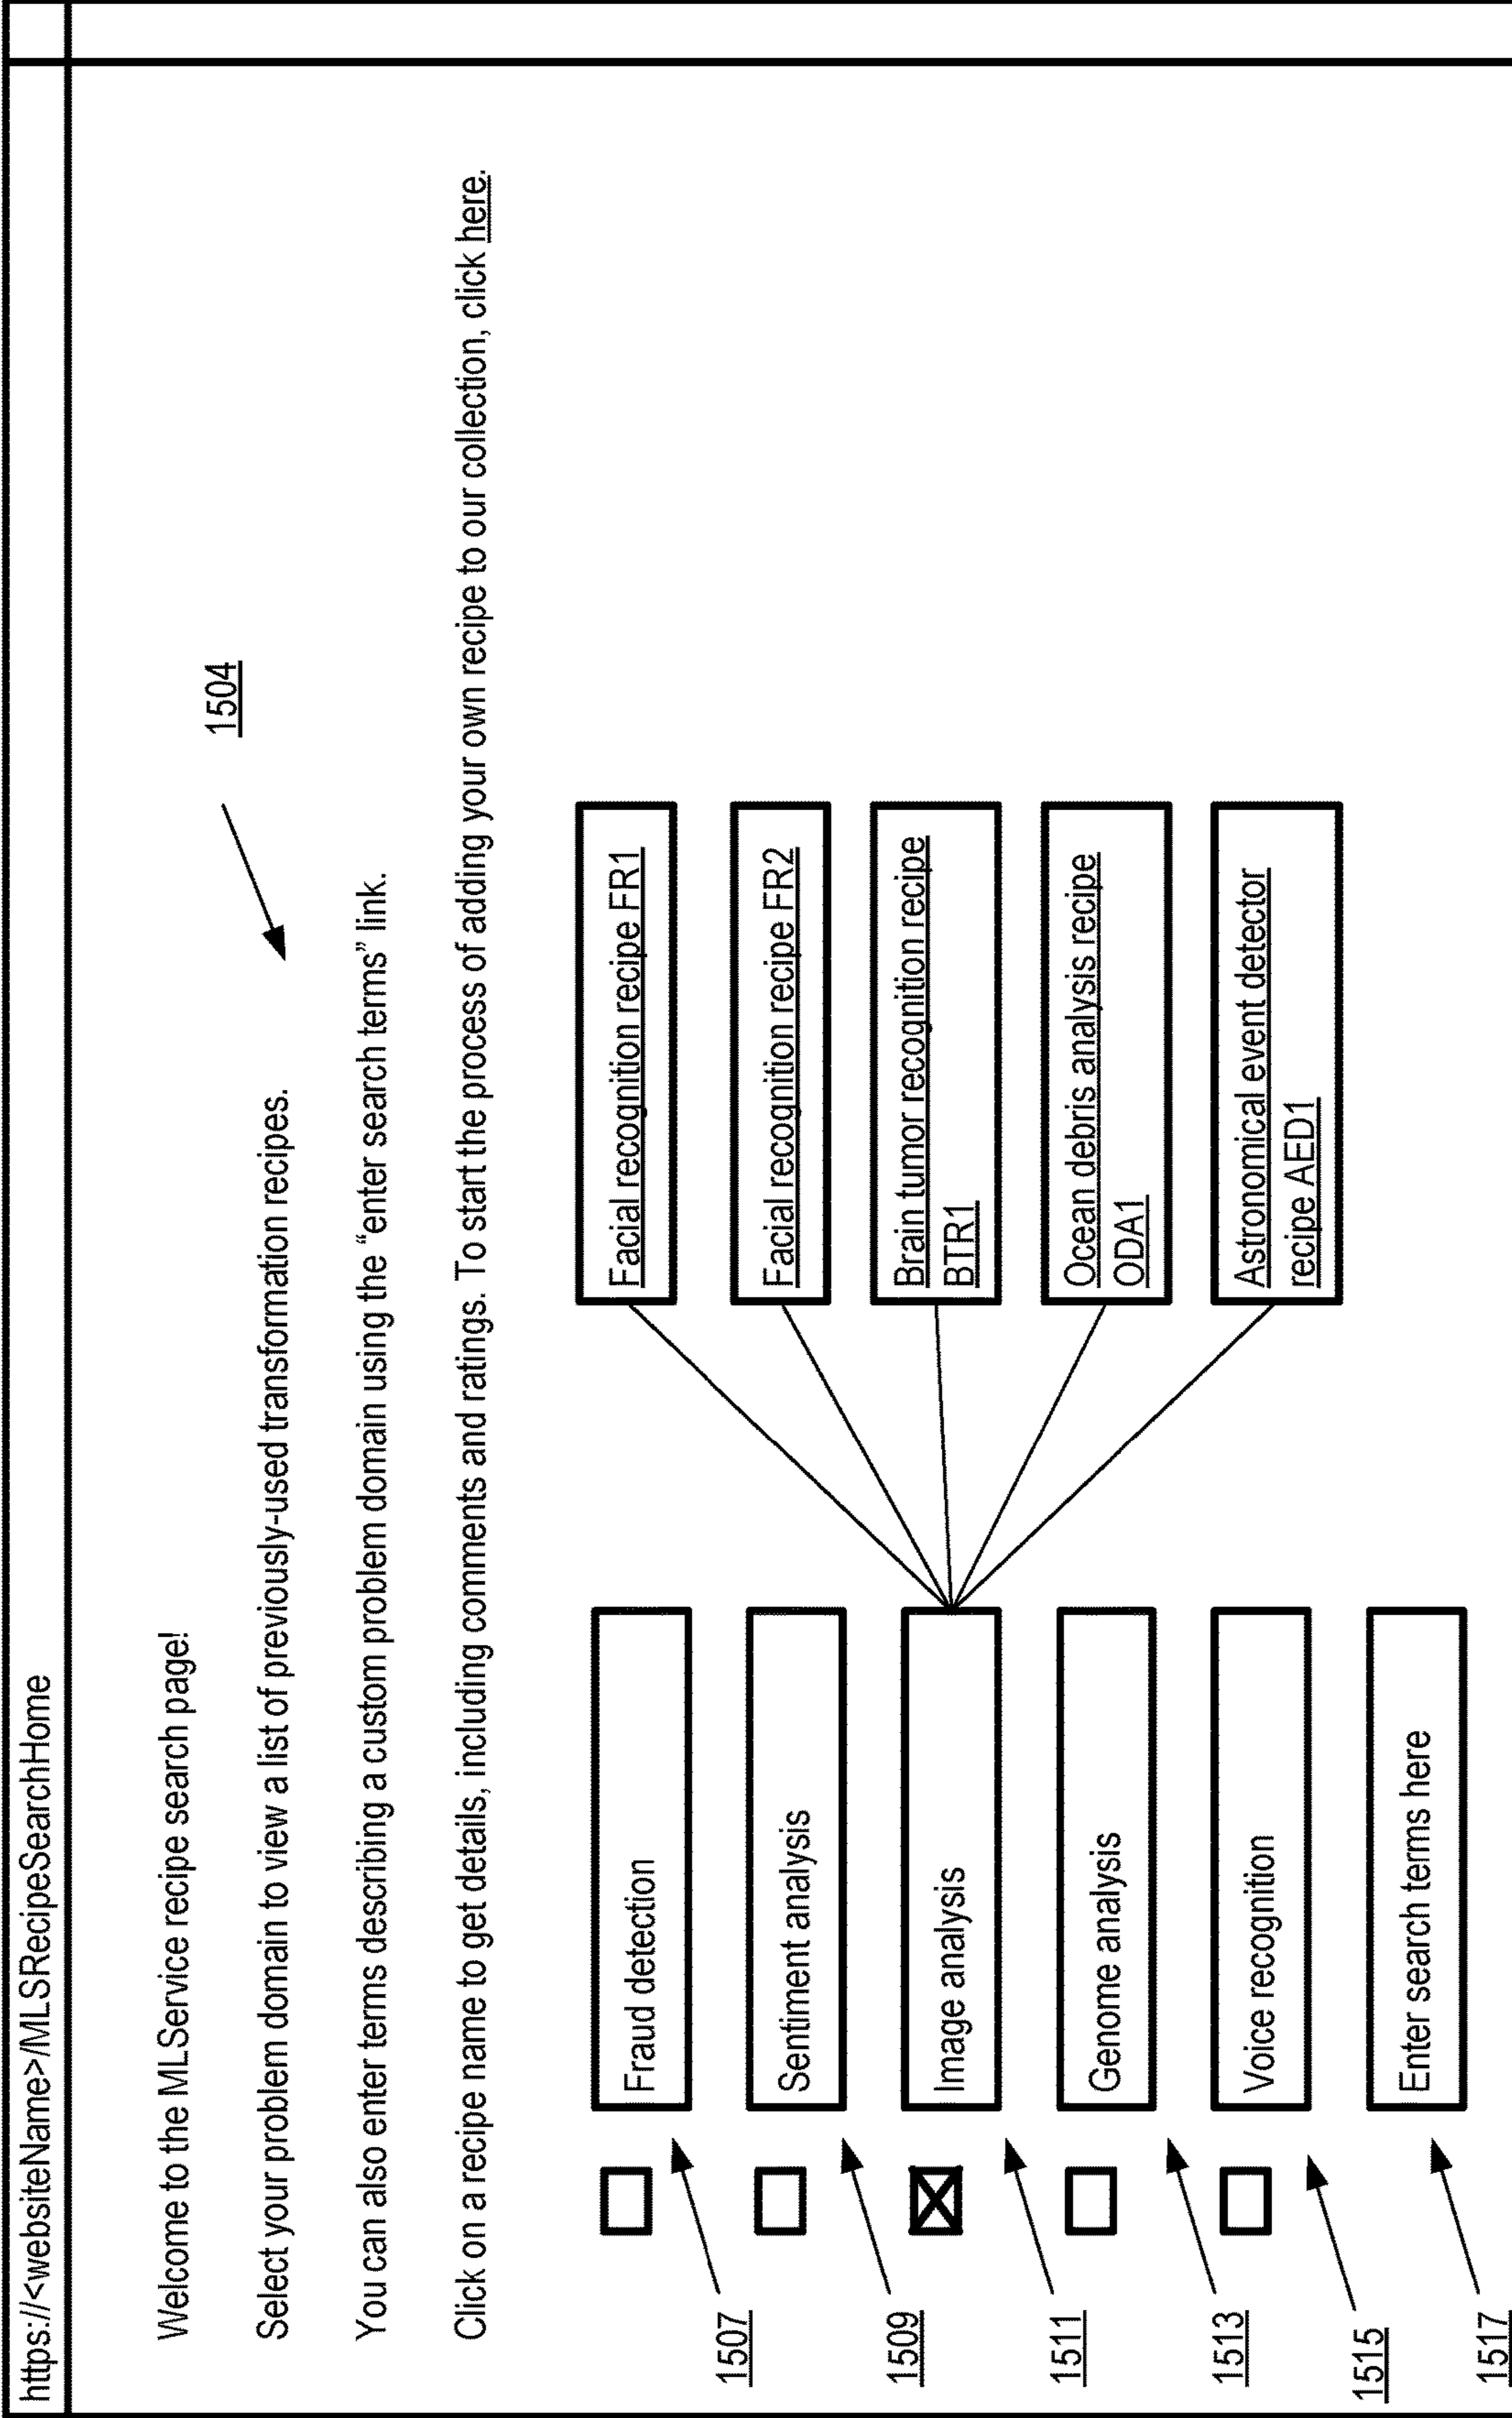 https://<websiteName>/MLSRecipeSearchHome
Welcome to the MLService recipe search page!
1504
Select your problem domain to view a list of previously-used transformation recipes.
You can also enter terms describing a custom problem domain using the “enter search terms” link.
Click on a recipe name to get details, including comments and ratings. To start the process of adding your own recipe to our collection, click here.
Fraud detection
1507
Sentiment analysis
1509
Image analysis
1511
Genome analysis
1513
Voice recognition
1515
Enter search terms here
1517
Facial recognition recipe FR1
Facial recognition recipe FR2
Brain tumor recognition recipe
BTR1
Ocean debris analysis recipe
ODA1
Astronomical event detector
recipe AED1